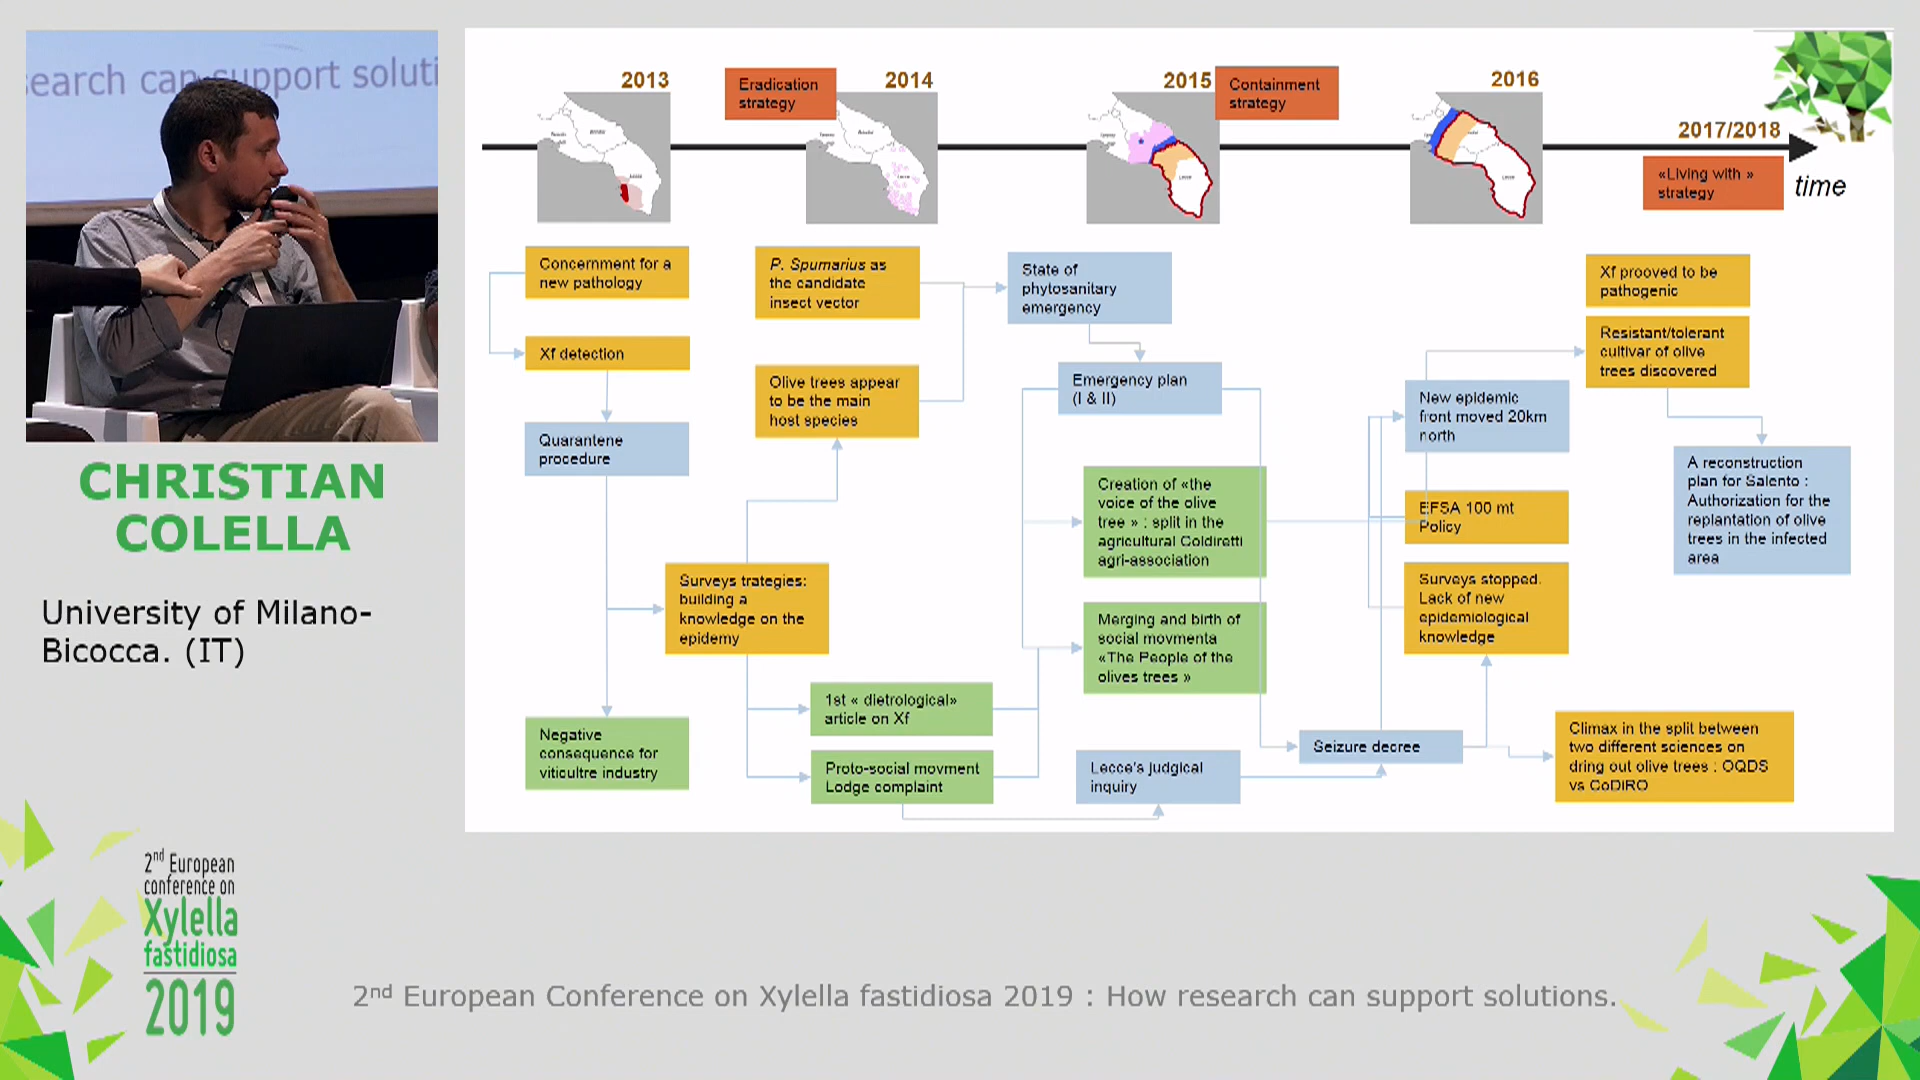 search can support soluti
CHRISTIAN
COLELLA
University of Milano-
Bicocca. (IT)
2nd European
conference on
Xylella
fastidiosa
2019
2013
Eradication
strategy
2014
2015
Containment
strategy
2016
2017/2018
«Living with »
strategy
time
Concernment for a
new pathology
Xf detection
Quarantene
procedure
Negative
consequence for
viticultre industry
Surveys trategies:
building a
knowledge on the
epidemy
P. Spumarius as
the candidate
insect vector
Olive trees appear
to be the main
host species
1st « dietrological»
article on Xf
Proto-social movment
Lodge complaint
State of
phytosanitary
emergency
Emergency plan
(I & II)
Creation of «the
voice of the olive
tree » : split in the
agricultural Coldiretti
agri-association
Merging and birth of
social movmenta
«The People of the
olives trees »
Lecce's judgical
inquiry
Seizure decree
New epidemic
front moved 20km
north
EFSA 100 mt
Policy
Surveys stopped.
Lack of new
epidemiological
knowledge
Xf prooved to be
pathogenic
Resistant/tolerant
cultivar of olive
trees discovered
A reconstruction
plan for Salento :
Authorization for the
replantation of olive
trees in the infected
area
Climax in the split between
two different sciences on
dring out olive trees : OQDS
vs CoDiRO
2nd European Conference on Xylella fastidiosa 2019 : How research can support solutions.